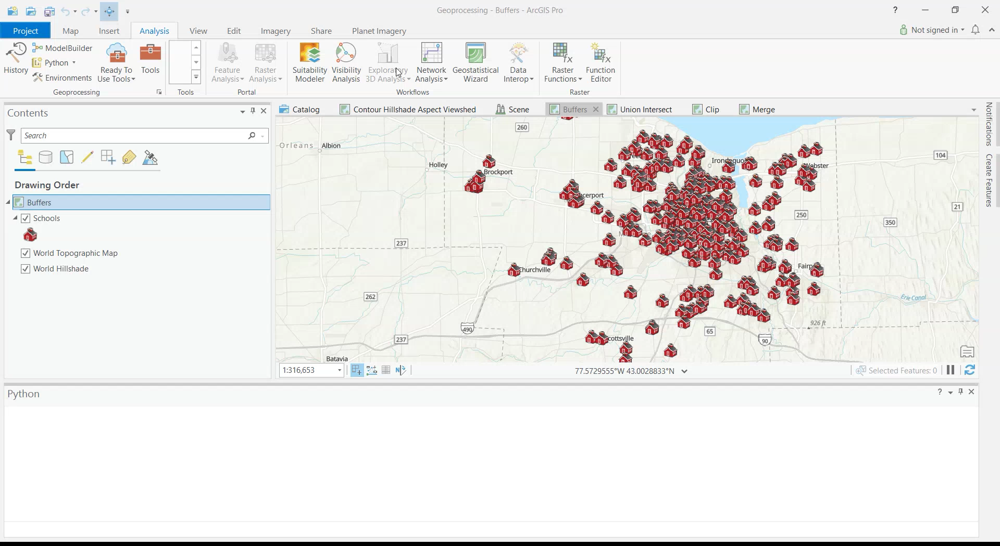 Geoprocessing - Buffers - ArcGIS Pro
?
Project
Map
Insert
Analysis
View
Edit
Imagery
Share
Planet Imagery
Not signed in
History
ModelBuilder
Python
Environments
Ready To
Use Tools
Tools
Feature
Analysis
Raster
Analysis
Suitability
Modeler
Visibility
Analysis
Exploratory
3D Analysis
Network
Analysis
Geostatistical
Wizard
Data
Interop
Raster
Functions
Function
Editor
Geoprocessing
Tools
Portal
Workflows
Raster
Contents
Search
Drawing Order
Buffers
Schools
World Topographic Map
World Hillshade
Catalog
Contour Hillshade Aspect Viewshed
Scene
Buffers
Union Intersect
Clip
Merge
Notifications
Create Features
260
Orleans
Albion
Holley
Brockport
Irondequo
Webster
104
cerport
21
250
350
237
Churchville
Fairp
262
Erie Canal
490
926 ft
65
90
237
cottsville
Batavia
1:316,653
77.5729555°W 43.0028833°N
Selected Features: 0
Python
?